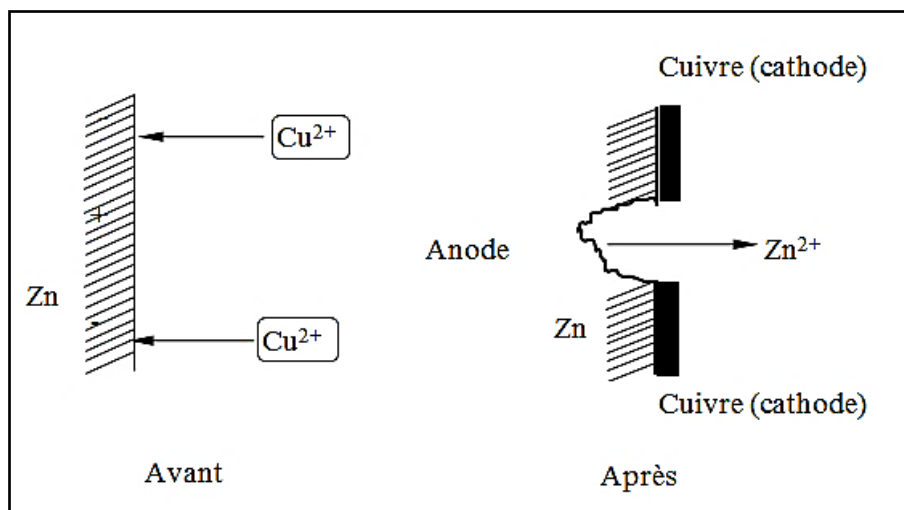 Cuivre (cathode)
Cu²⁺
+
Anode
Zn²⁺
Zn
Zn
-
Cu²⁺
Cuivre (cathode)
Avant
Après